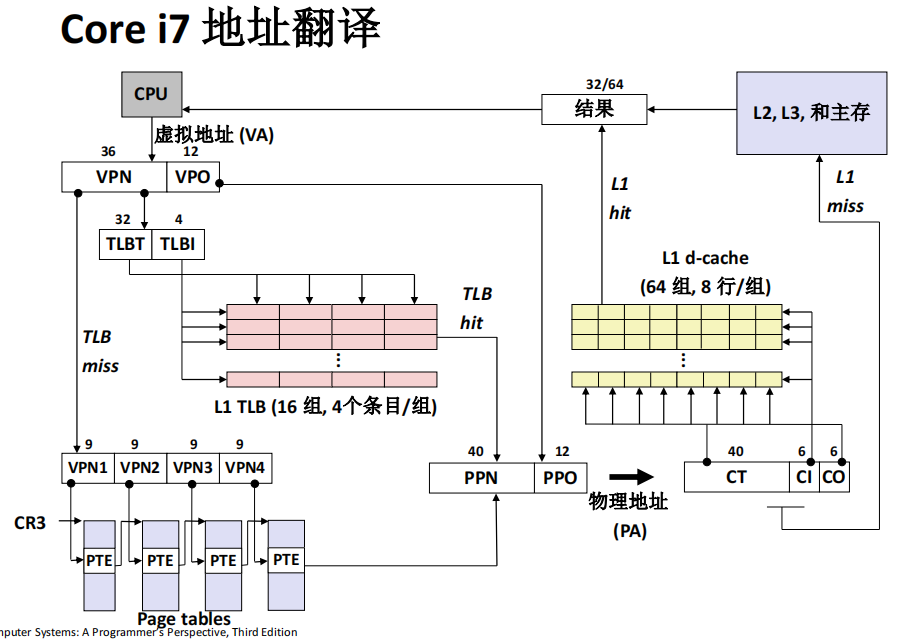 Core i7 地址翻译
CPU
32/64
结果
L2, L3, 和主存
虚拟地址 (VA)
36
12
VPN
VPO
L1
hit
L1
miss
32
4
TLBT
TLBI
L1 d-cache
(64 组, 8 行/组)
TLB
hit
TLB
miss
...
...
L1 TLB (16 组, 4个条目/组)
9
9
9
9
VPN1
VPN2
VPN3
VPN4
40
12
PPN
PPO
物理地址
(PA)
40
6
6
CT
CI
CO
CR3
PTE
PTE
PTE
PTE
Page tables
mputer Systems: A Programmer's Perspective, Third Edition